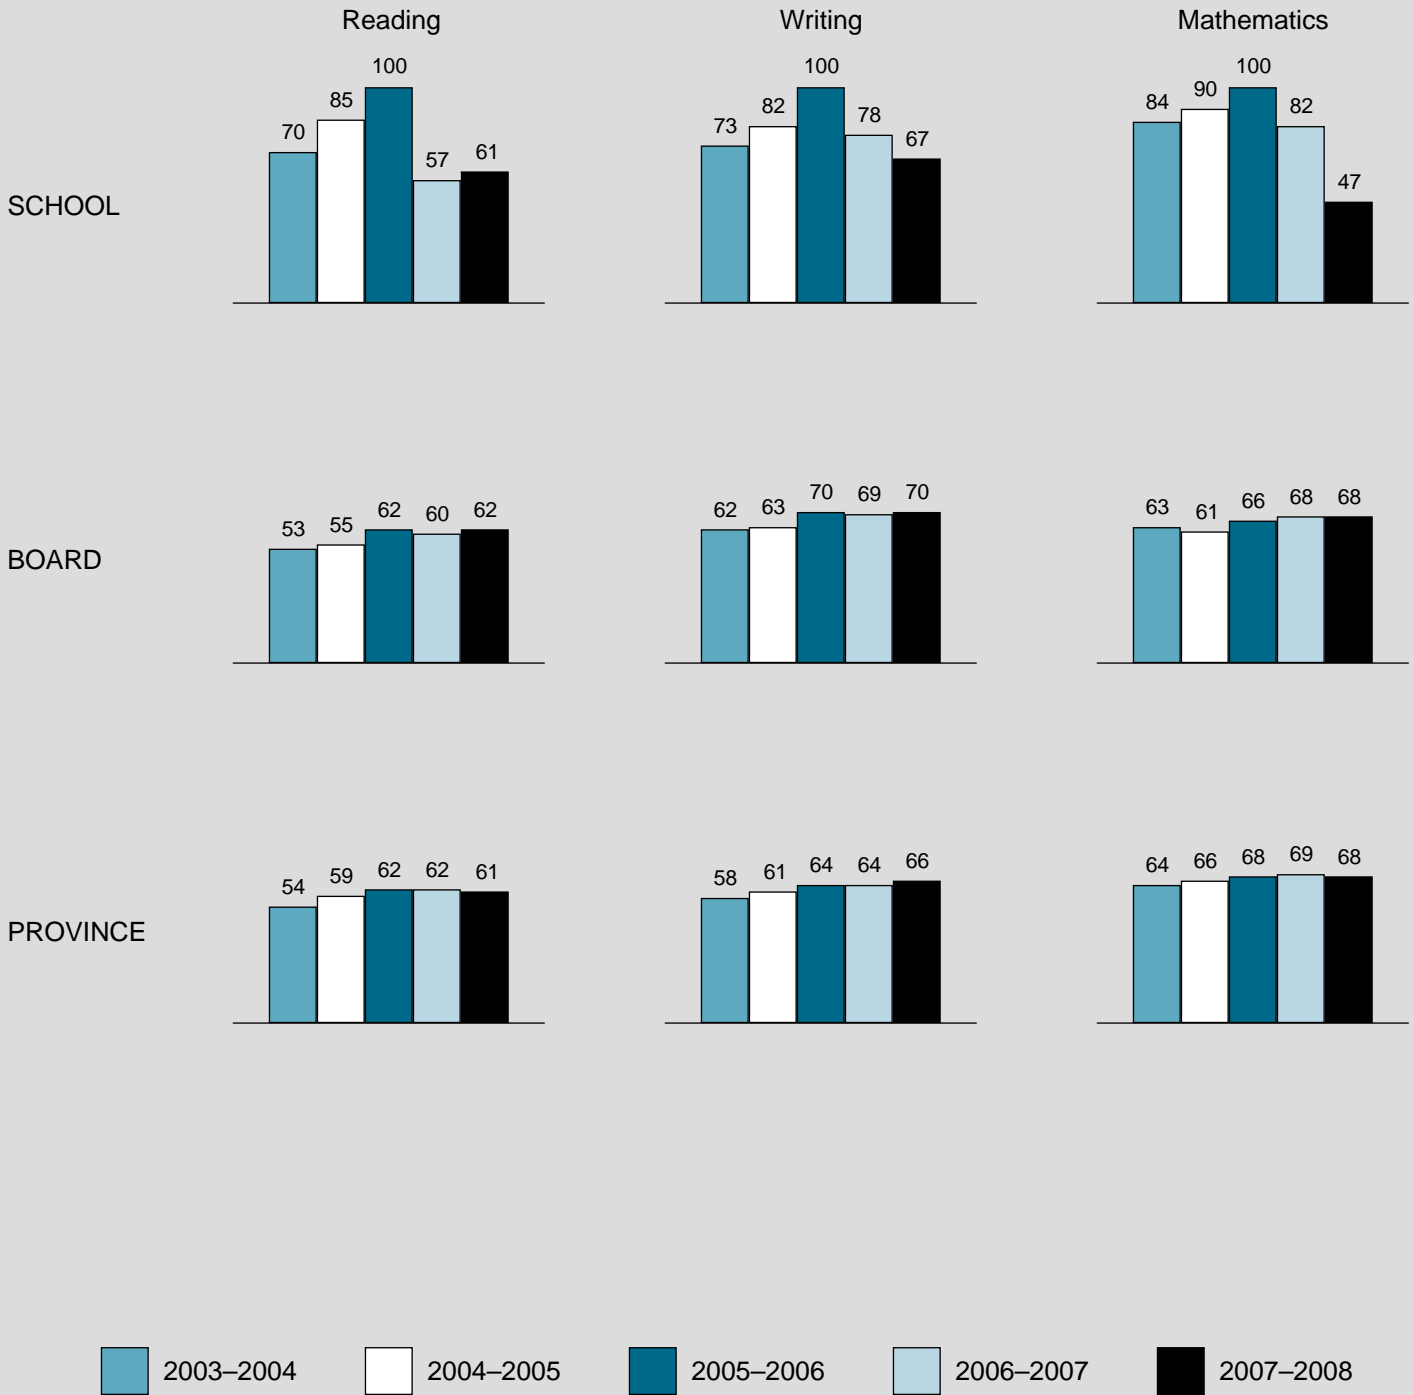 Reading Writing Mathematics
SCHOOL
70 85 100 57 61
73 82 100 78 67
84 90 100 82 47
BOARD
53 55 62 60 62
62 63 70 69 70
63 61 66 68 68
PROVINCE
54 59 62 62 61
58 61 64 64 66
64 66 68 69 68
2003–2004 2004–2005 2005–2006 2006–2007 2007–2008